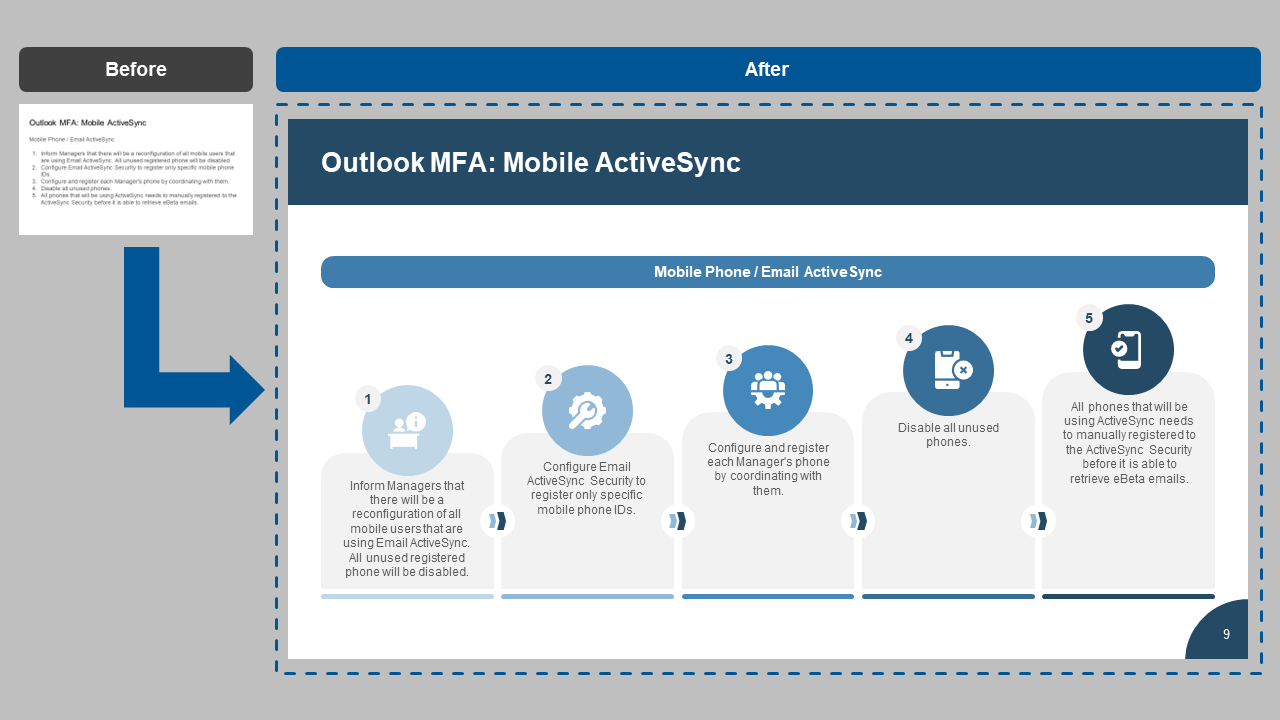 Before
After
Outlook MFA: Mobile ActiveSync
Mobile Phone / Email ActiveSync
1. Inform Managers that there will be a reconfiguration of all mobile users that
are using Email ActiveSync. All unused registered phone will be disabled.
2. Configure Email ActiveSync Security to register only specific mobile phone
IDs.
3. Configure and register each Manager's phone by coordinating with them.
4. Disable all unused phones.
5. All phones that will be using ActiveSync needs to manually registered to the
ActiveSync Security before it is able to retrieve eBeta emails.
Outlook MFA: Mobile ActiveSync
Mobile Phone / Email ActiveSync
1
Inform Managers that
there will be a
reconfiguration of all
mobile users that are
using Email ActiveSync.
All unused registered
phone will be disabled.
2
Configure Email
ActiveSync Security to
register only specific
mobile phone IDs.
3
Configure and register
each Manager's phone
by coordinating with
them.
4
Disable all unused
phones.
5
All phones that will be
using ActiveSync needs
to manually registered to
the ActiveSync Security
before it is able to
retrieve eBeta emails.
9